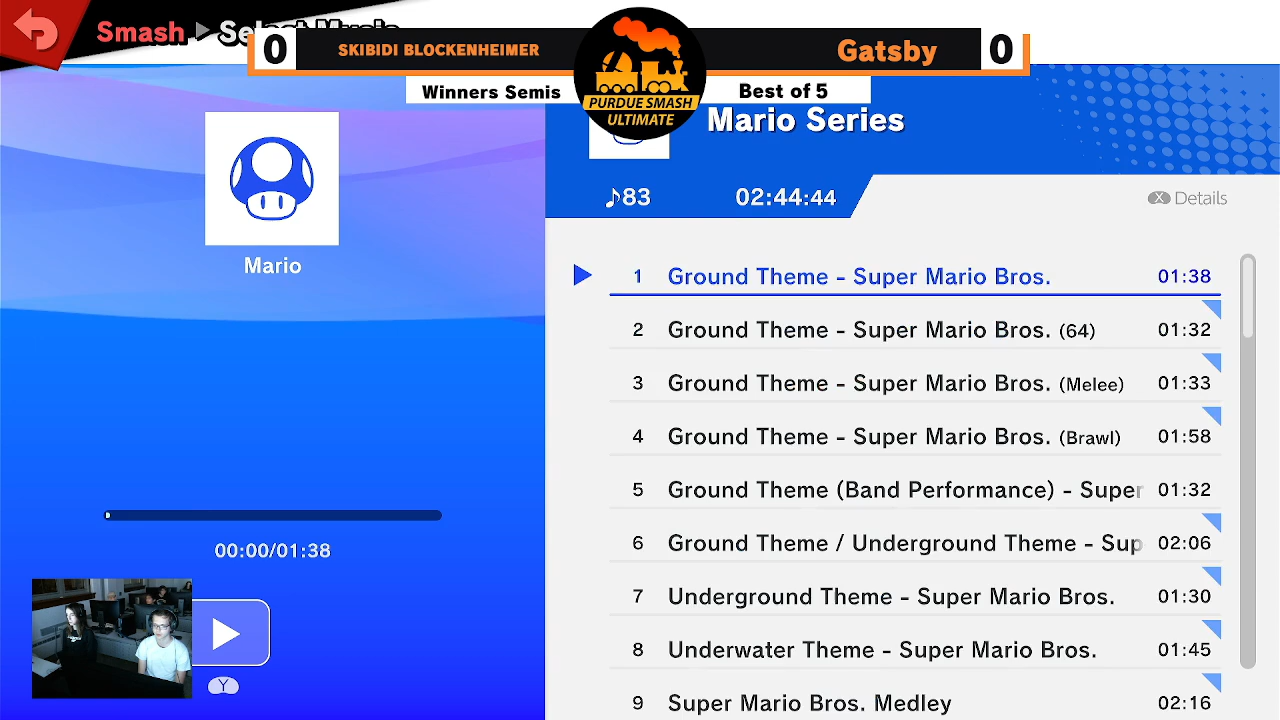 Smash
Select Music
0
SKIBIDI BLOCKENHEIMER
Gatsby
0
Winners Semis
Best of 5
PURDUE SMASH
ULTIMATE
Mario
00:00/01:38
Y
Mario Series
♪83
02:44:44
X Details
1 Ground Theme - Super Mario Bros. 01:38
2 Ground Theme - Super Mario Bros. (64) 01:32
3 Ground Theme - Super Mario Bros. (Melee) 01:33
4 Ground Theme - Super Mario Bros. (Brawl) 01:58
5 Ground Theme (Band Performance) - Super 01:32
6 Ground Theme / Underground Theme - Sup 02:06
7 Underground Theme - Super Mario Bros. 01:30
8 Underwater Theme - Super Mario Bros. 01:45
9 Super Mario Bros. Medley 02:16